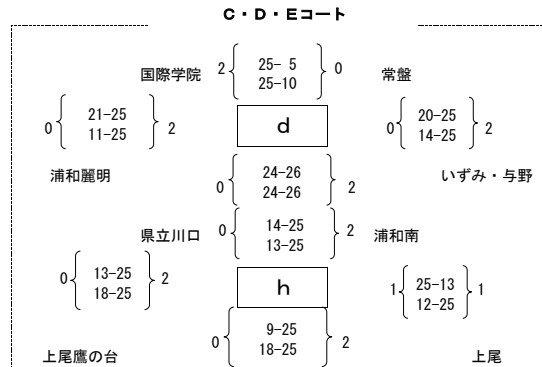 C・D・Eコート
国際学院 2 25- 5 0 常盤
25-10
0 21-25 2 d 0 20-25 2
11-25 14-25
浦和麗明 0 24-26 2 いずみ・与野
24-26
県立川口 0 14-25 2 浦和南
13-25
0 13-25 2 h 1 25-13 1
18-25 12-25
0 9-25 2
18-25
上尾鷹の台 上尾